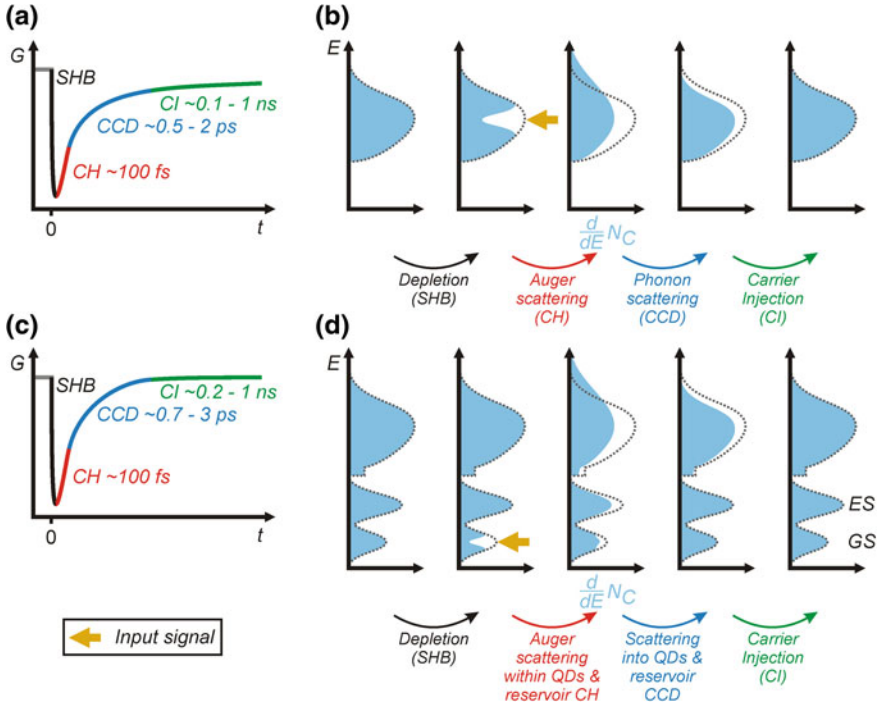 (a)
G
SHB
CI ~0.1 - 1 ns
CCD ~0.5 - 2 ps
CH ~100 fs
0
t
(b)
E
d/dE N_C
Depletion
(SHB)
Auger
scattering
(CH)
Phonon
scattering
(CCD)
Carrier
Injection
(CI)
(c)
G
SHB
CI ~0.2 - 1 ns
CCD ~0.7 - 3 ps
CH ~100 fs
0
t
Input signal
(d)
E
ES
GS
d/dE N_C
Depletion
(SHB)
Auger
scattering
within QDs &
reservoir CH
Scattering
into QDs &
reservoir
CCD
Carrier
Injection
(CI)